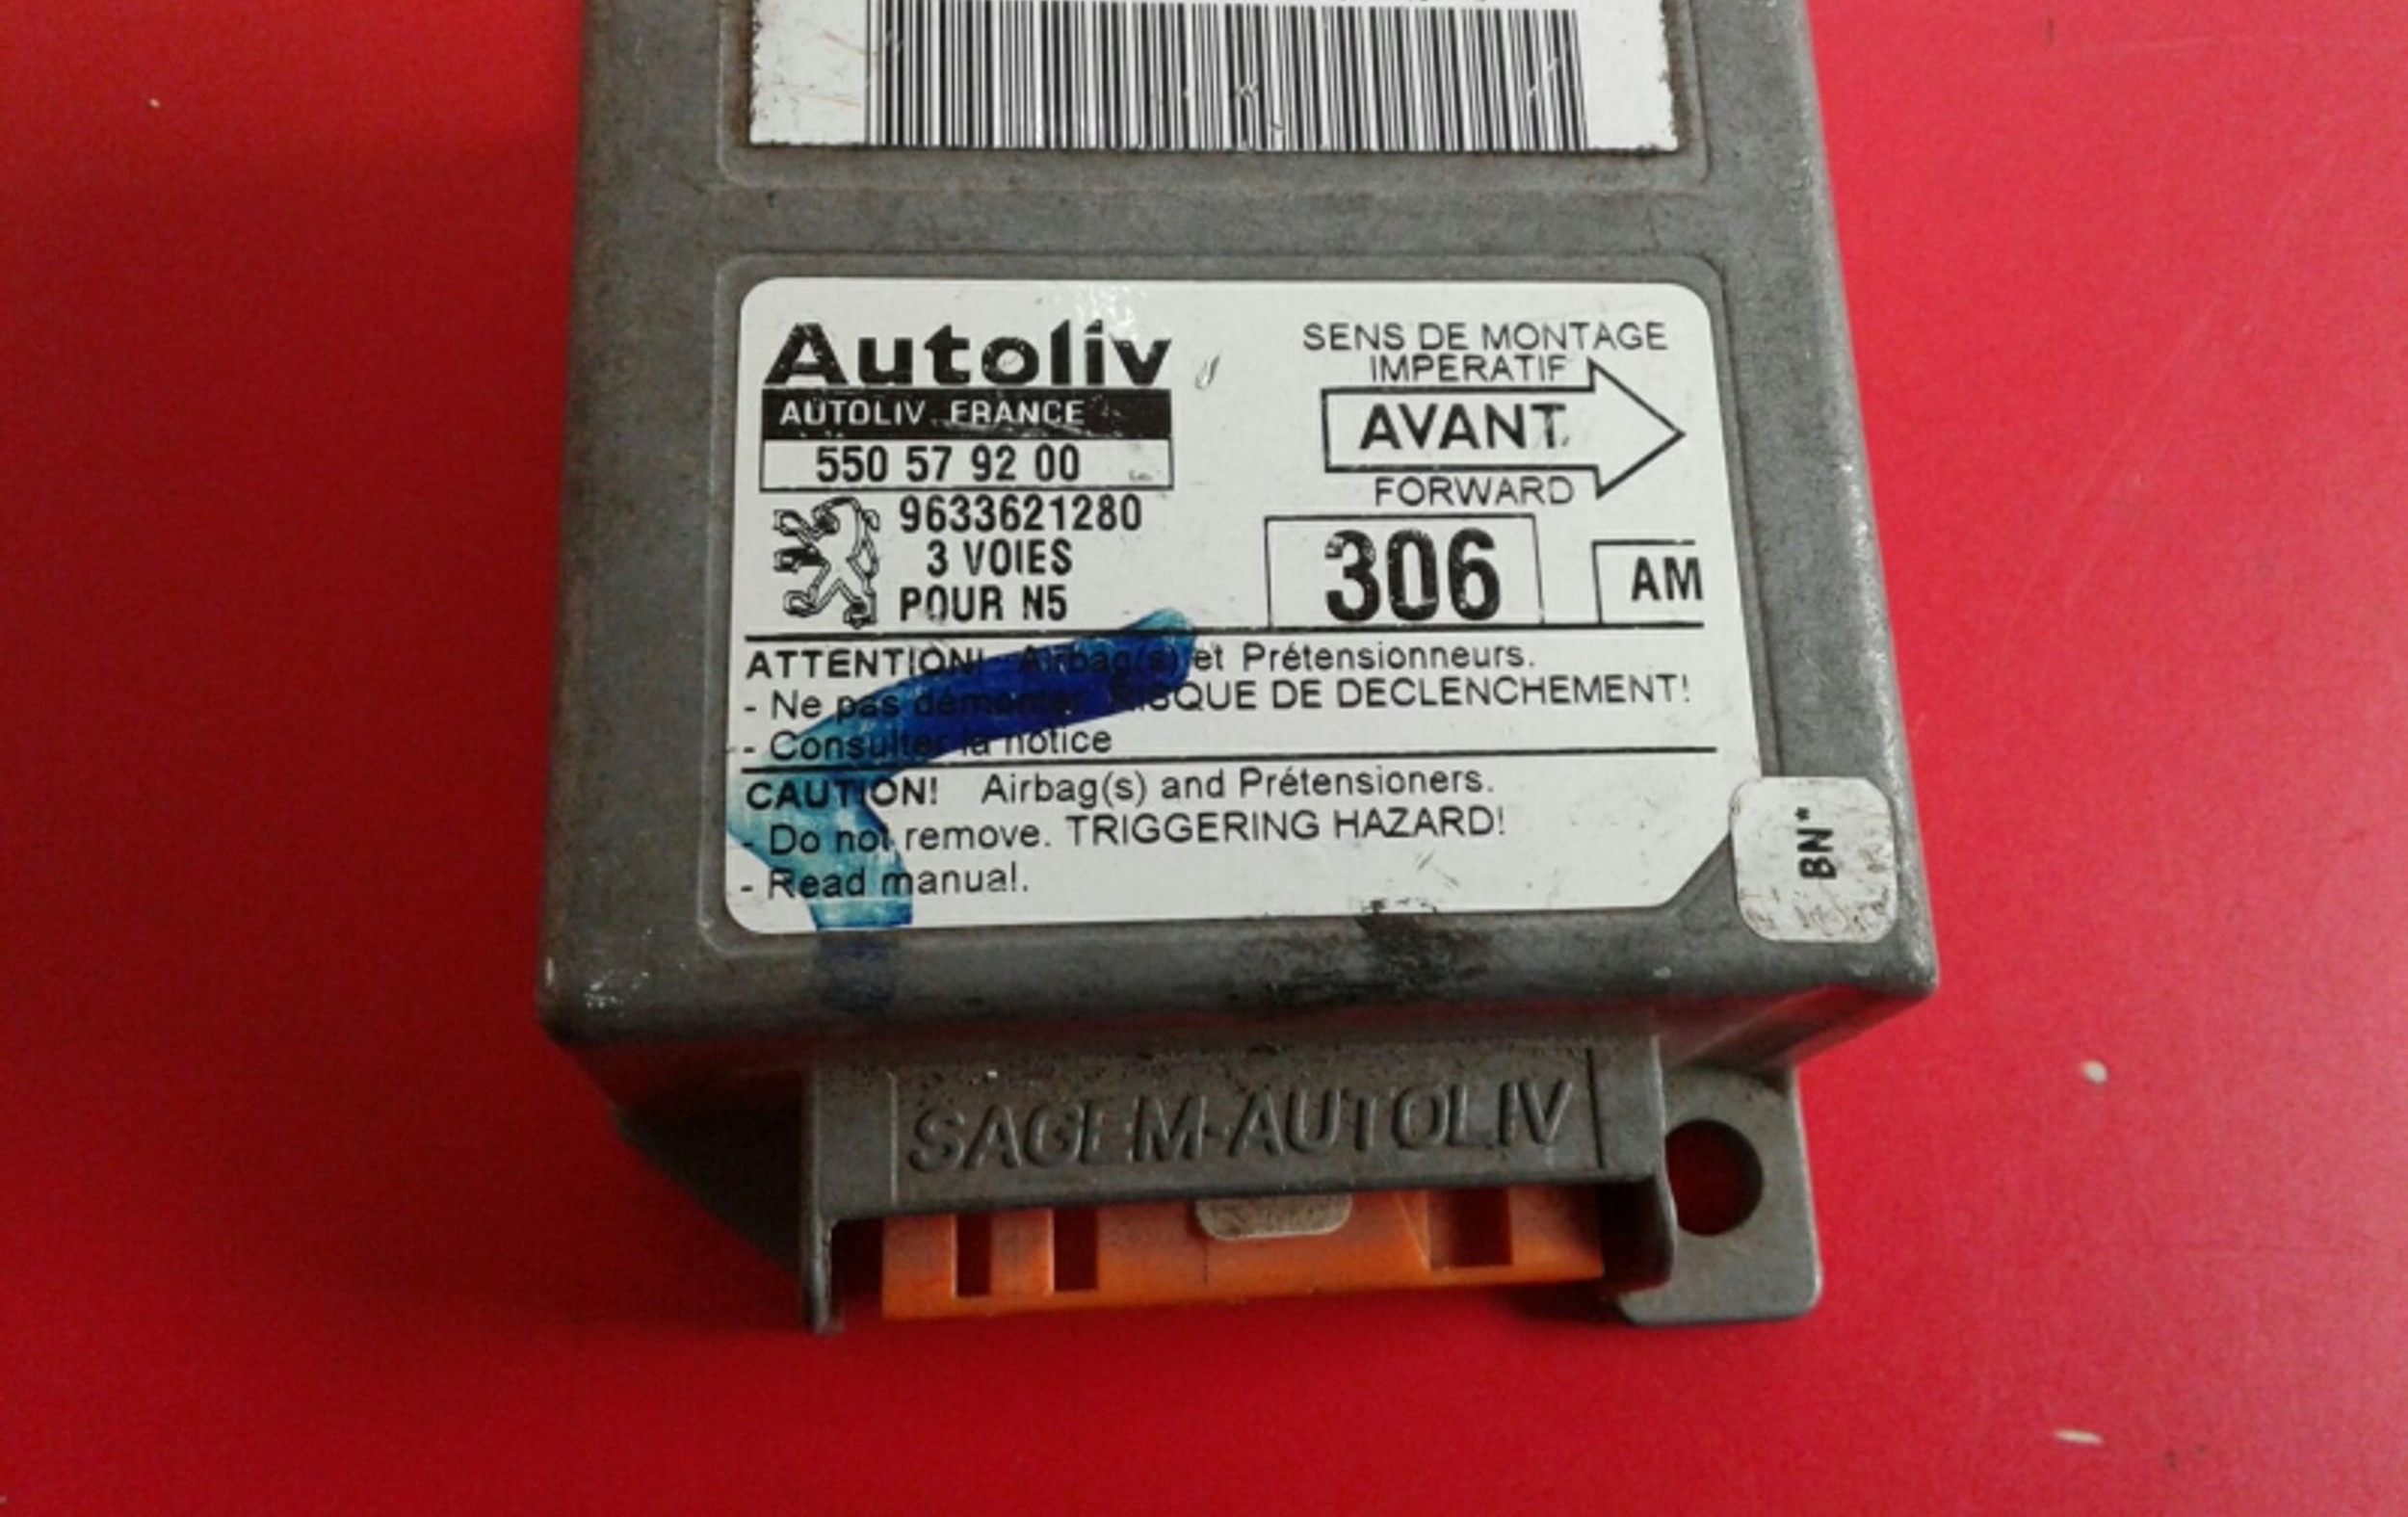 Autoliv
AUTOLIV FRANCE
550 57 92 00
9633621280
3 VOIES
POUR N5
SENS DE MONTAGE
IMPERATIF
AVANT
FORWARD
306
AM
ATTENTION! Airbag(s) et Prétensionneurs.
- Ne pas démonter. RISQUE DE DECLENCHEMENT!
- Consulter la notice
CAUTION! Airbag(s) and Prétensioners.
- Do not remove. TRIGGERING HAZARD!
- Read manual.
BN*
SAGEM-AUTOLIV